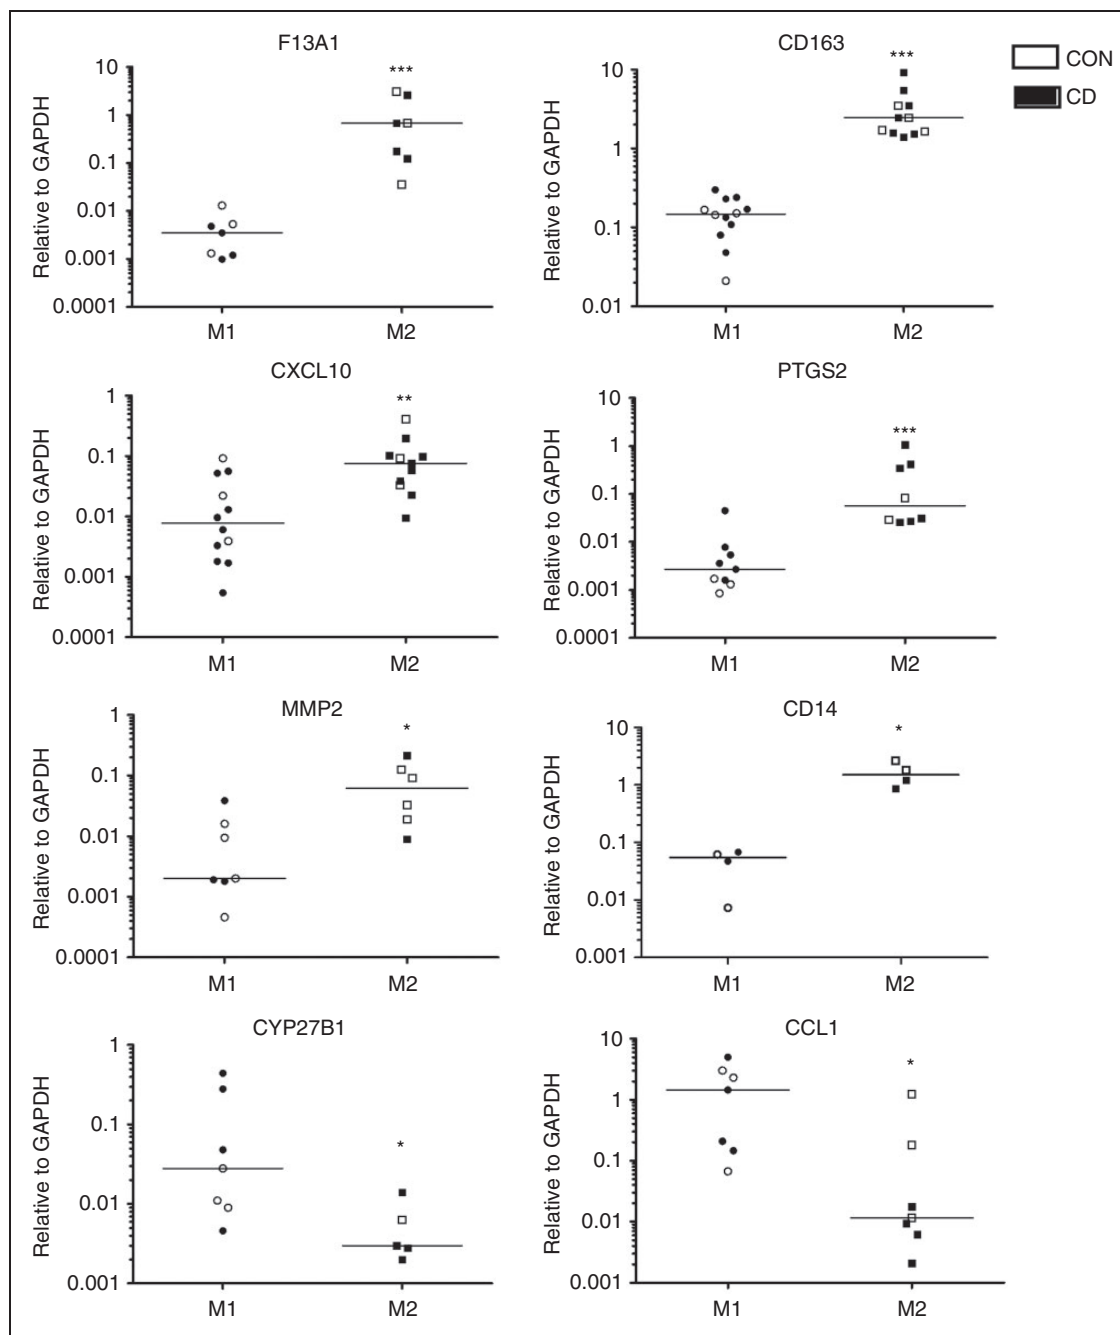 F13A1
CD163
CON
CD
Relative to GAPDH
10
1
0.1
0.01
0.001
0.0001
***
M1
M2
Relative to GAPDH
10
1
0.1
0.01
***
M1
M2
CXCL10
PTGS2
Relative to GAPDH
1
0.1
0.01
0.001
0.0001
**
M1
M2
Relative to GAPDH
10
1
0.1
0.01
0.001
0.0001
***
M1
M2
MMP2
CD14
Relative to GAPDH
1
0.1
0.01
0.001
0.0001
*
M1
M2
Relative to GAPDH
10
1
0.1
0.01
0.001
*
M1
M2
CYP27B1
CCL1
Relative to GAPDH
1
0.1
0.01
0.001
*
M1
M2
Relative to GAPDH
10
1
0.1
0.01
0.001
*
M1
M2